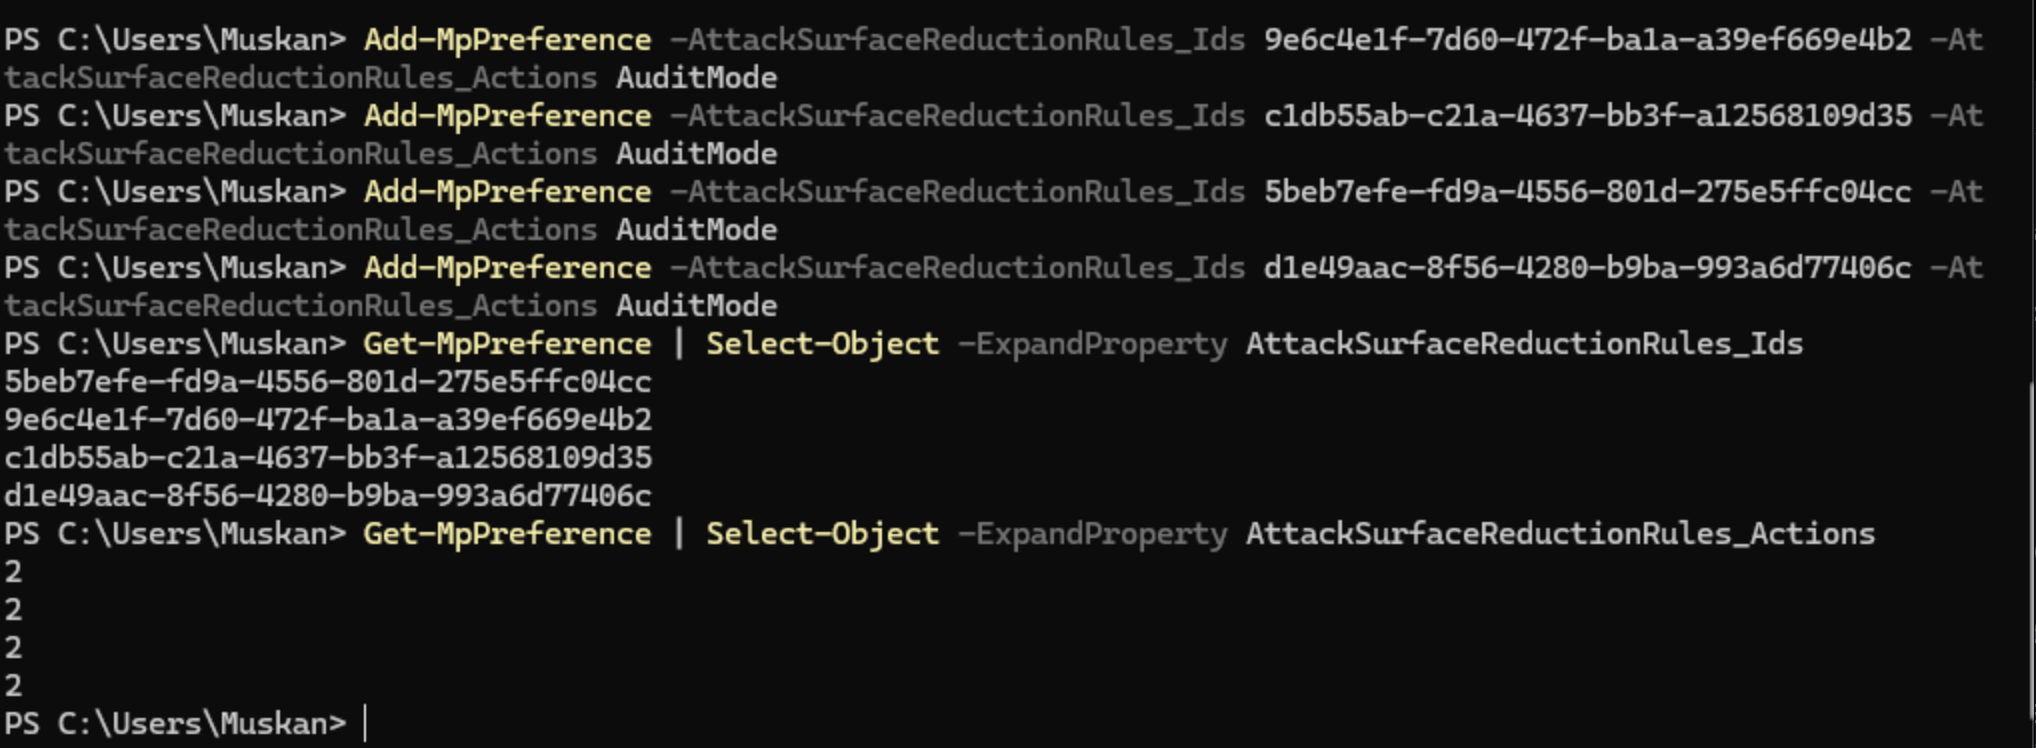 PS C:\Users\Muskan> Add-MpPreference -AttackSurfaceReductionRules_Ids 9e6c4e1f-7d60-472f-ba1a-a39ef669e4b2 -At
tackSurfaceReductionRules_Actions AuditMode
PS C:\Users\Muskan> Add-MpPreference -AttackSurfaceReductionRules_Ids c1db55ab-c21a-4637-bb3f-a12568109d35 -At
tackSurfaceReductionRules_Actions AuditMode
PS C:\Users\Muskan> Add-MpPreference -AttackSurfaceReductionRules_Ids 5beb7efe-fd9a-4556-801d-275e5ffc04cc -At
tackSurfaceReductionRules_Actions AuditMode
PS C:\Users\Muskan> Add-MpPreference -AttackSurfaceReductionRules_Ids d1e49aac-8f56-4280-b9ba-993a6d77406c -At
tackSurfaceReductionRules_Actions AuditMode
PS C:\Users\Muskan> Get-MpPreference | Select-Object -ExpandProperty AttackSurfaceReductionRules_Ids
5beb7efe-fd9a-4556-801d-275e5ffc04cc
9e6c4e1f-7d60-472f-ba1a-a39ef669e4b2
c1db55ab-c21a-4637-bb3f-a12568109d35
d1e49aac-8f56-4280-b9ba-993a6d77406c
PS C:\Users\Muskan> Get-MpPreference | Select-Object -ExpandProperty AttackSurfaceReductionRules_Actions
2
2
2
2
PS C:\Users\Muskan>